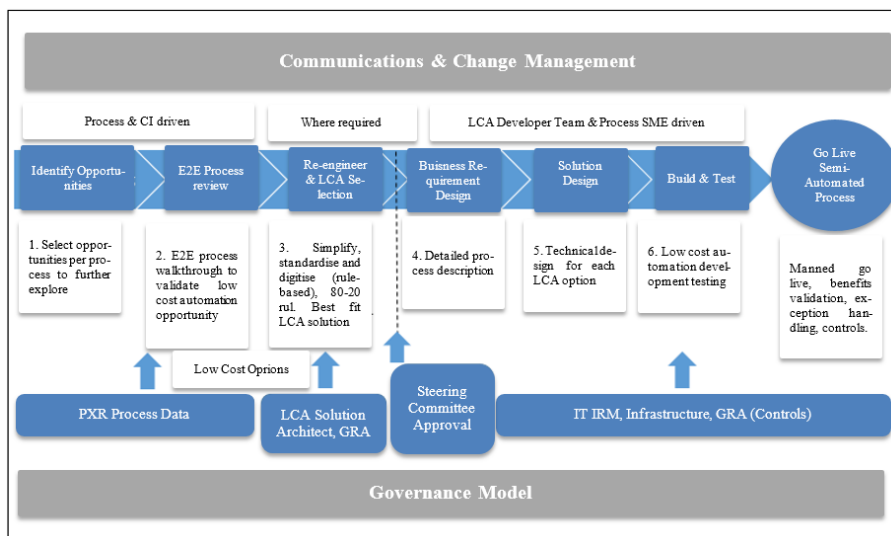 Communications & Change Management
Process & CI driven
Where required
LCA Developer Team & Process SME driven
Identify Opportu-
nities
E2E Process
review
Re-engineer
& LCA Se-
lection
Buisness Re-
quirement
Design
Solution
Design
Build & Test
Go Live
Semi-
Automated
Process
1. Select oppor-
tunities per pro-
cess to further
explore
2. E2E process
walkthrough to
validate low
cost automation
opportunity
3. Simplify,
standardise and
digitise (rule-
based), 80-20
rul. Best fit
LCA solution
4. Detailed pro-
cess description
5. Technical de-
sign for each
LCA option
6. Low cost au-
tomation devel-
opment testing
Manned go
live, benefits
validation, ex-
ception han-
dling, controls.
Low Cost Oprions
PXR Process Data
LCA Solution
Architect, GRA
Steering
Committee
Approval
IT IRM, Infrastructure, GRA (Controls)
Governance Model